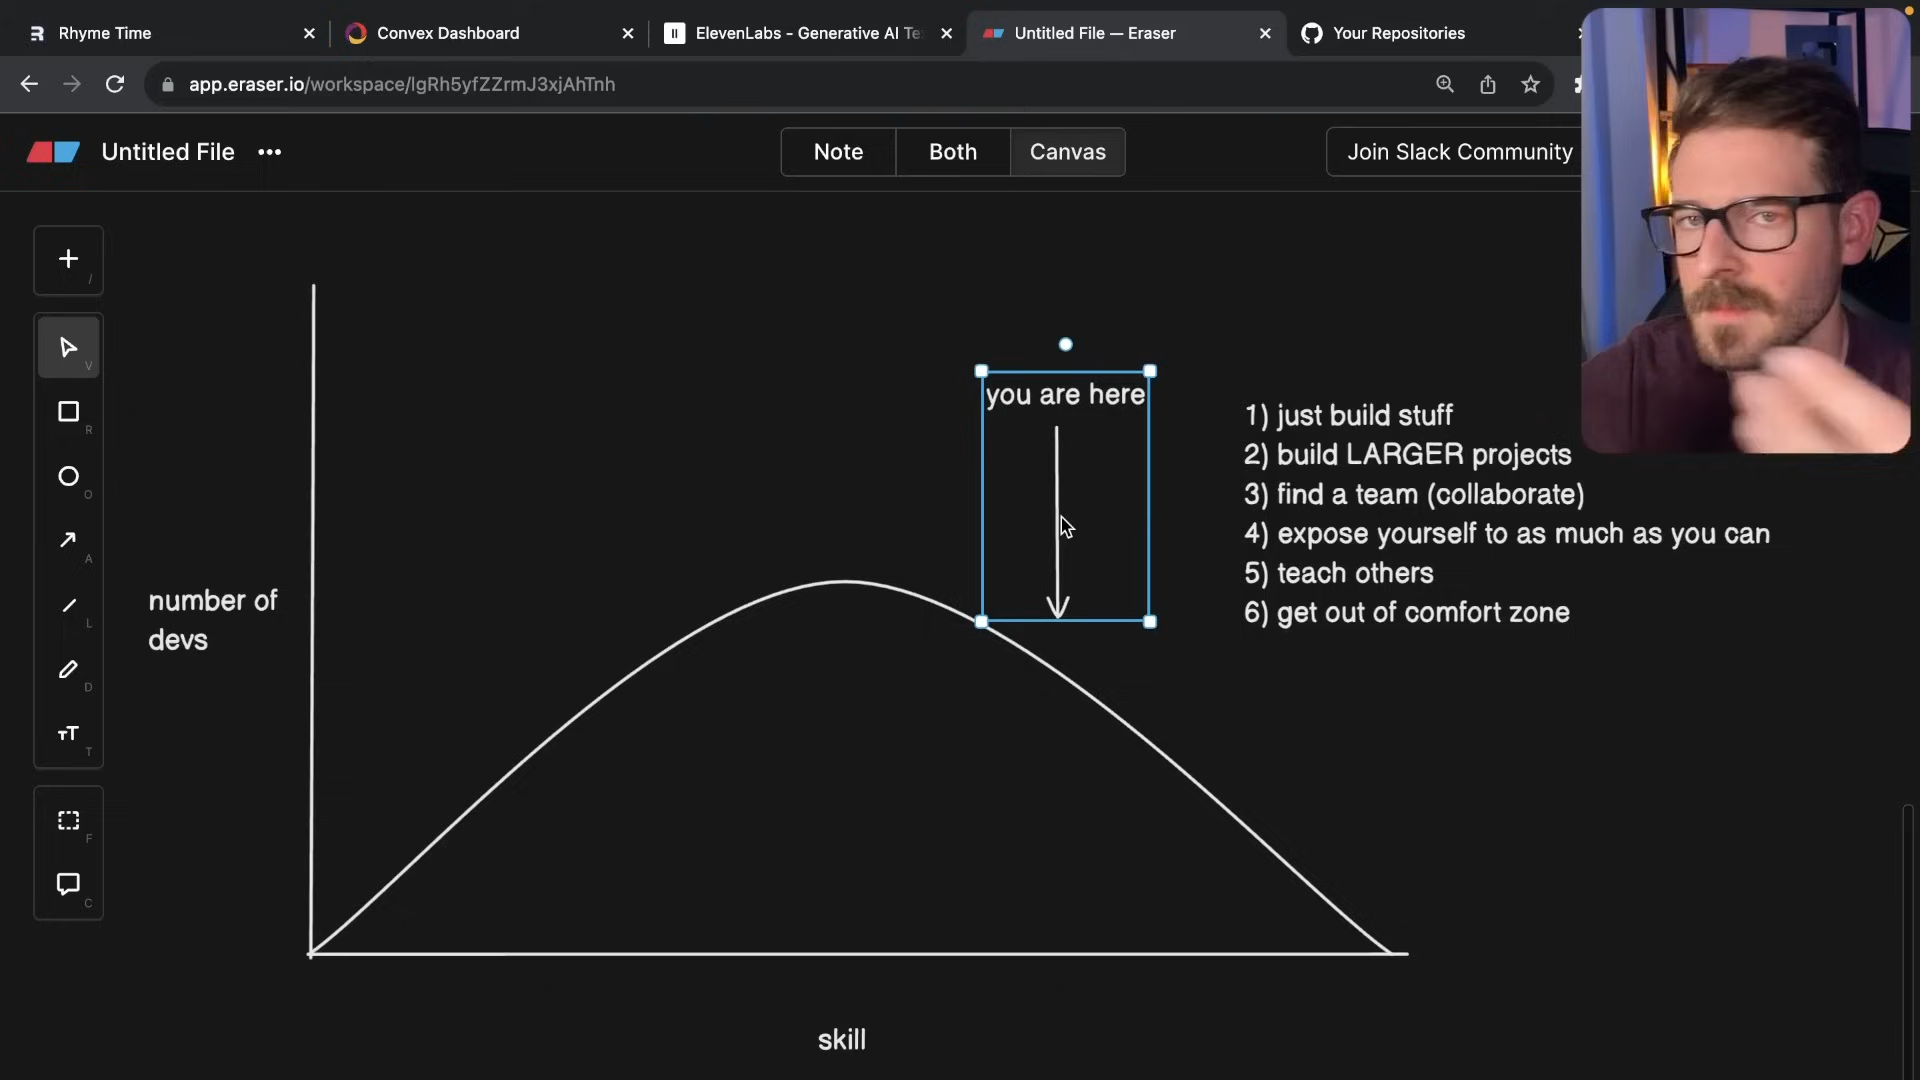 Rhyme Time
Convex Dashboard
ElevenLabs - Generative AI Te
Untitled File — Eraser
Your Repositories
app.eraser.io/workspace/lgRh5yfZZrmJ3xjAhTnh
Untitled File
Note
Both
Canvas
Join Slack Community
/
V
R
O
A
L
D
T
F
C
you are here
number of
devs
skill
1) just build stuff
2) build LARGER projects
3) find a team (collaborate)
4) expose yourself to as much as you can
5) teach others
6) get out of comfort zone